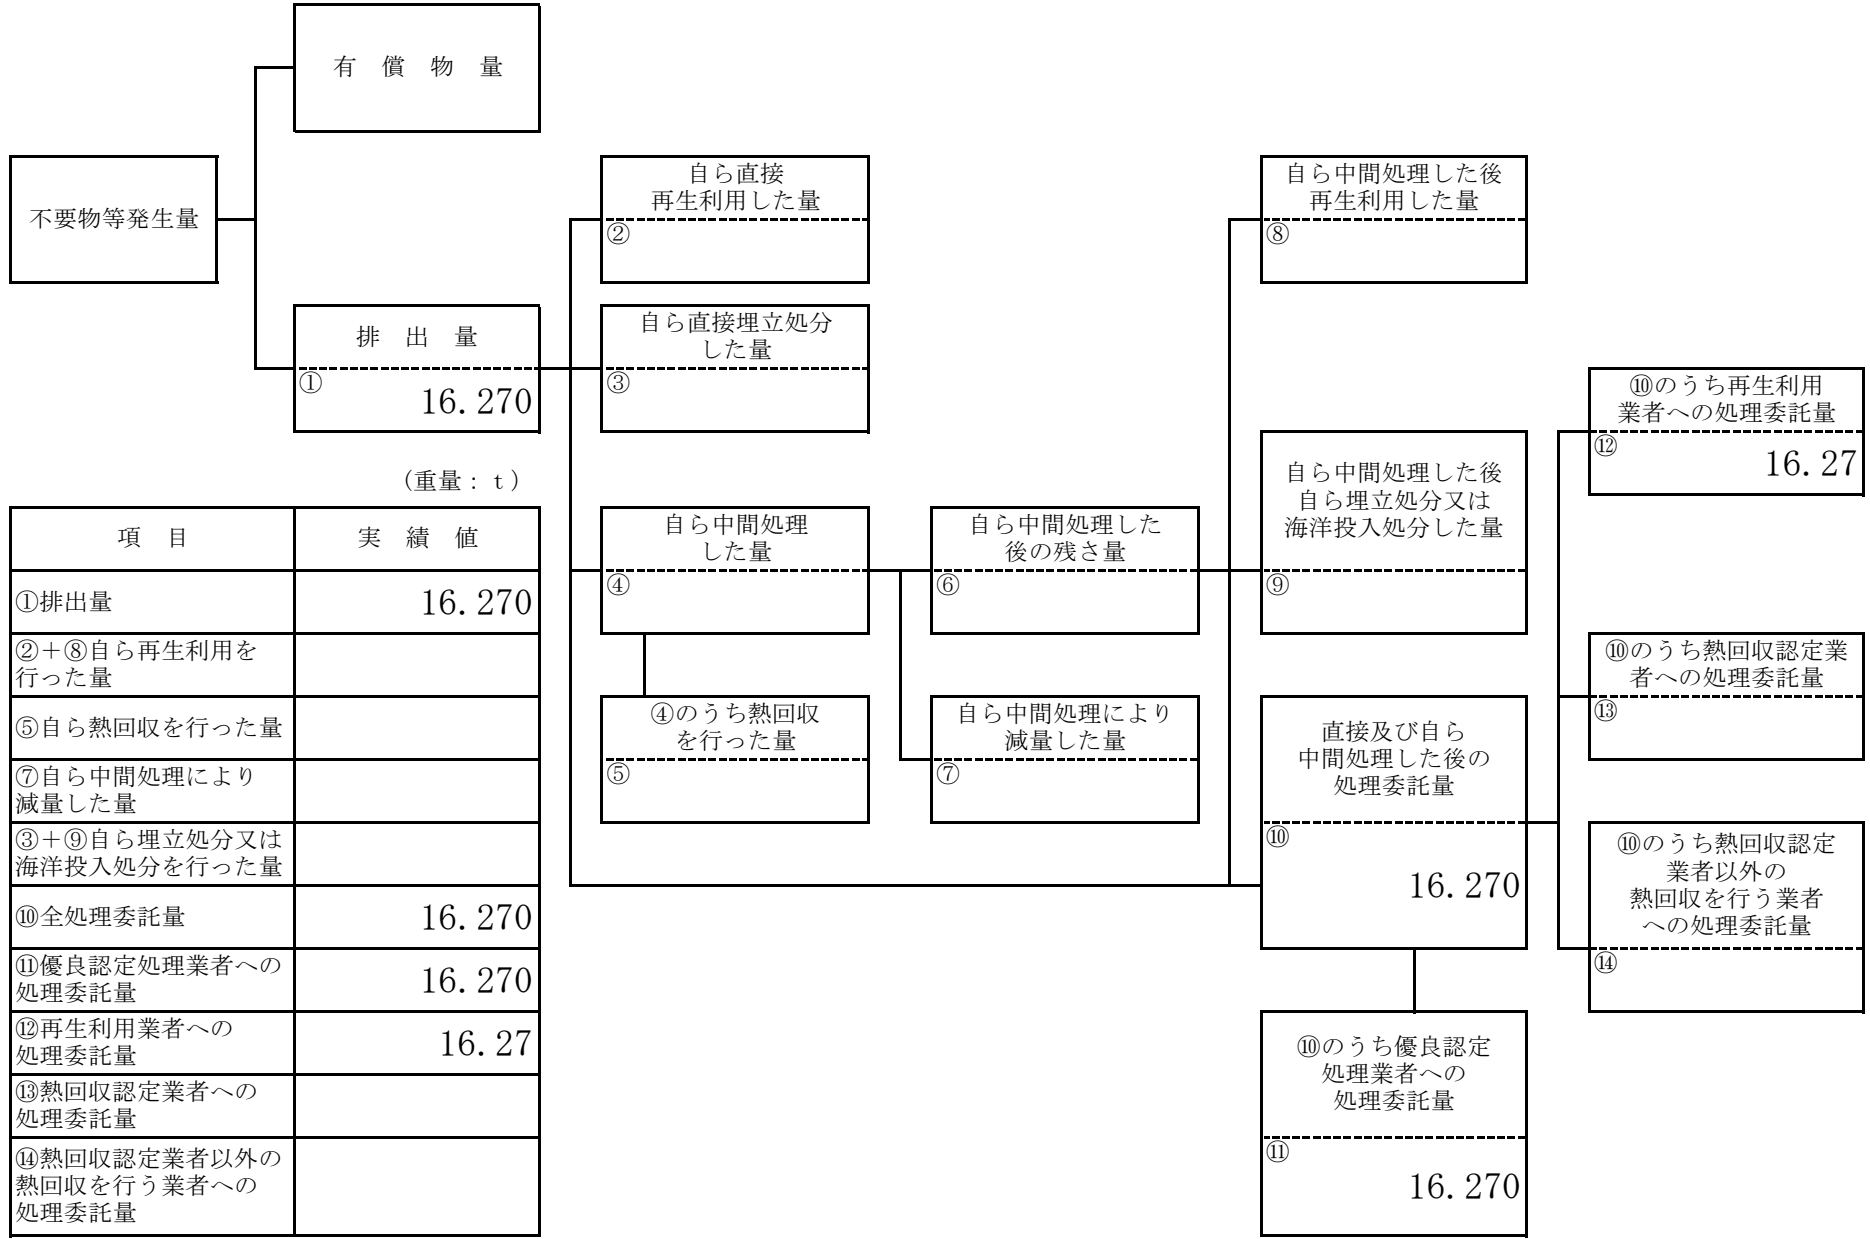 有　償　物　量
不要物等発生量
排　出　量
①
16.270
自ら直接
再生利用した量
②
自ら直接埋立処分
した量
③
自ら中間処理
した量
④
④のうち熱回収
を行った量
⑤
自ら中間処理した
後の残さ量
⑥
自ら中間処理により
減量した量
⑦
自ら中間処理した後
再生利用した量
⑧
自ら中間処理した後
自ら埋立処分又は
海洋投入処分した量
⑨
直接及び自ら
中間処理した後の
処理委託量
⑩
16.270
⑩のうち優良認定
処理業者への
処理委託量
⑪
16.270
⑩のうち再生利用
業者への処理委託量
⑫
16.27
⑩のうち熱回収認定業
者への処理委託量
⑬
⑩のうち熱回収認定
業者以外の
熱回収を行う業者
への処理委託量
⑭
（重量：ｔ）
項　目　実　績　値
①排出量 16.270
②＋⑧自ら再生利用を
行った量
⑤自ら熱回収を行った量
⑦自ら中間処理により
減量した量
③＋⑨自ら埋立処分又は
海洋投入処分を行った量
⑩全処理委託量 16.270
⑪優良認定処理業者への
処理委託量
16.270
⑫再生利用業者への
処理委託量
16.27
⑬熱回収認定業者への
処理委託量
⑭熱回収認定業者以外の
熱回収を行う業者への
処理委託量